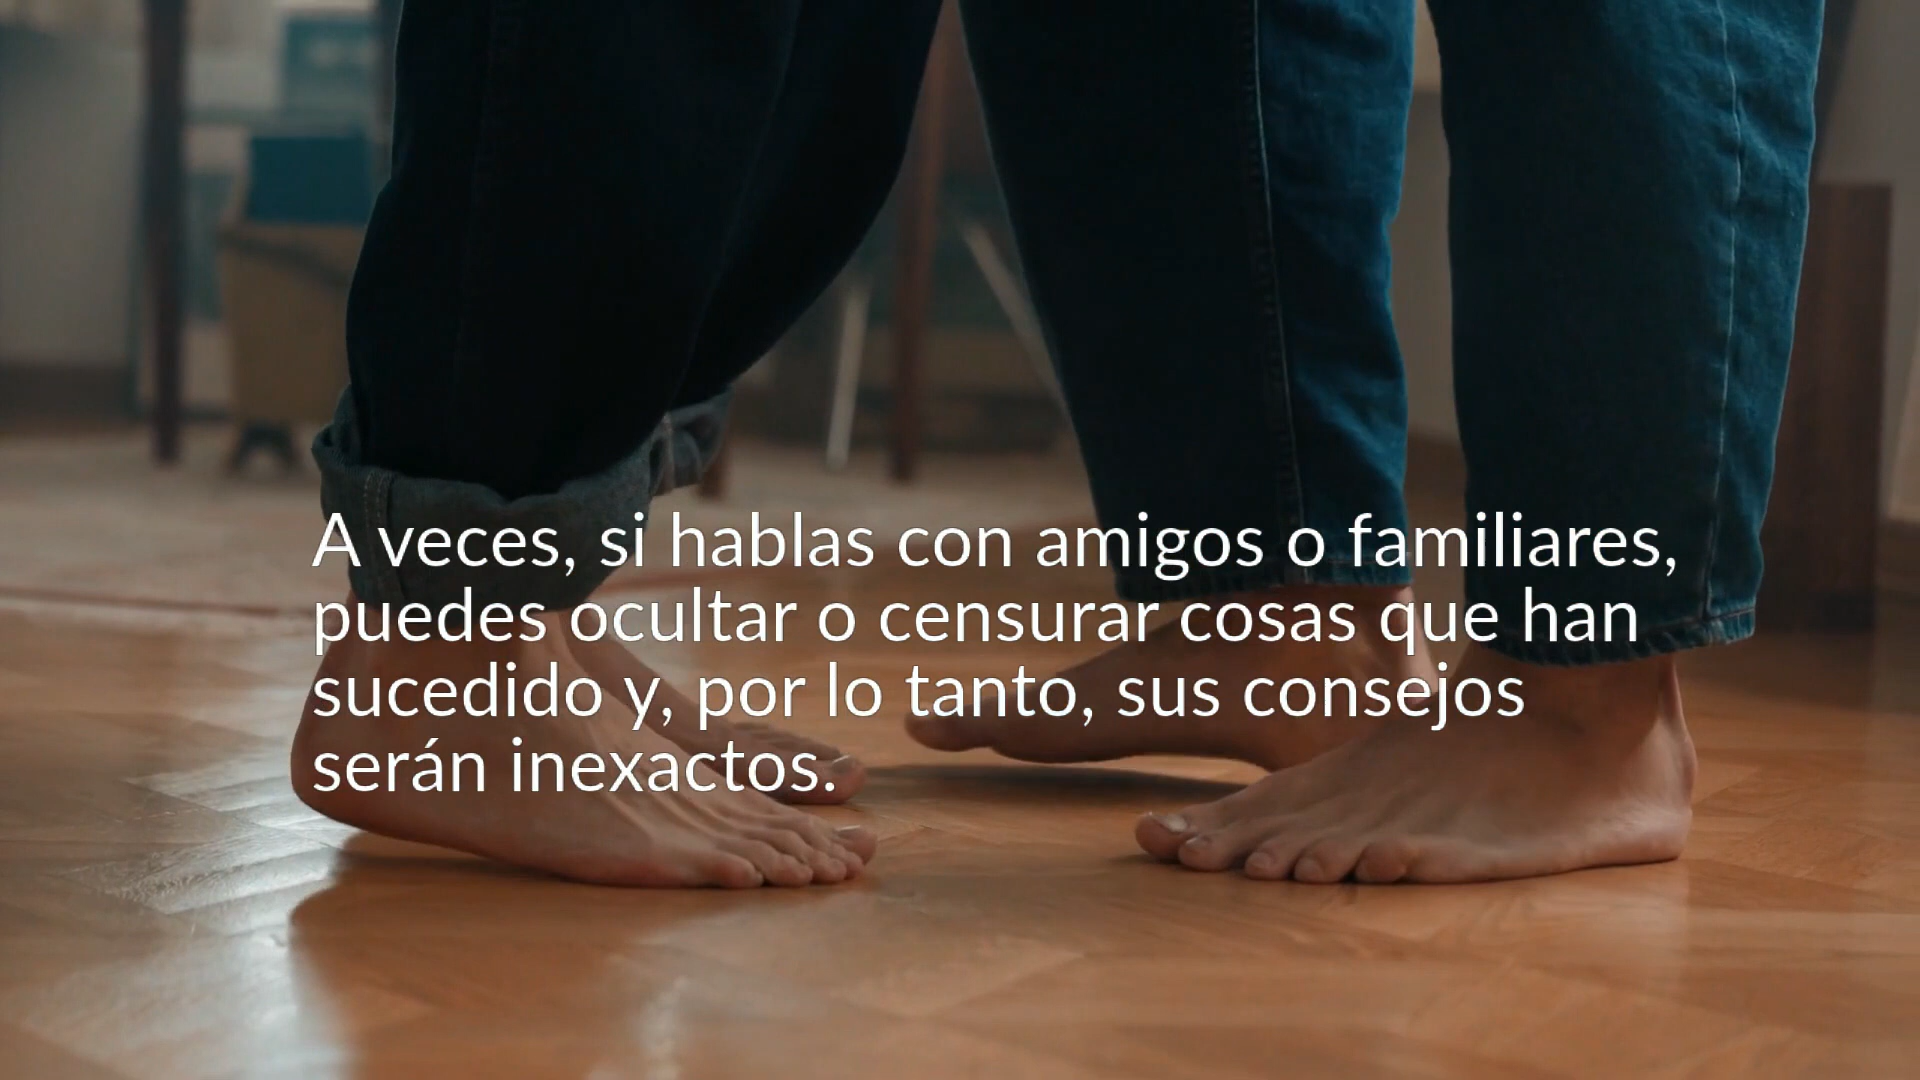 A veces, si hablas con amigos o familiares,
puedes ocultar o censurar cosas que han
sucedido y, por lo tanto, sus consejos
serán inexactos.